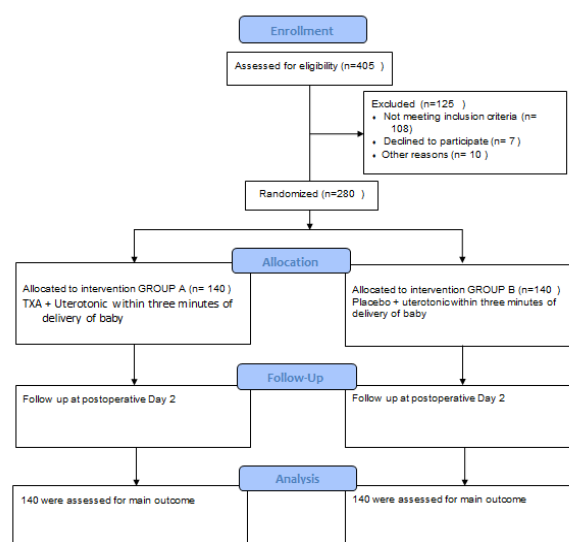 Enrollment
Assessed for eligibility (n=405 )
Excluded (n=125 )
• Not meeting inclusion criteria (n=
108)
• Declined to participate (n= 7 )
• Other reasons (n= 10 )
Randomized (n=280 )
Allocation
Allocated to intervention GROUP A (n= 140 )
TXA + Uterotonic within three minutes of
delivery of baby
Allocated to intervention GROUP B (n=140 )
Placebo + uterotonic within three minutes of
delivery of baby
Follow-Up
Follow up at postoperative Day 2
Follow up at postoperative Day 2
Analysis
140 were assessed for main outcome
140 were assessed for main outcome